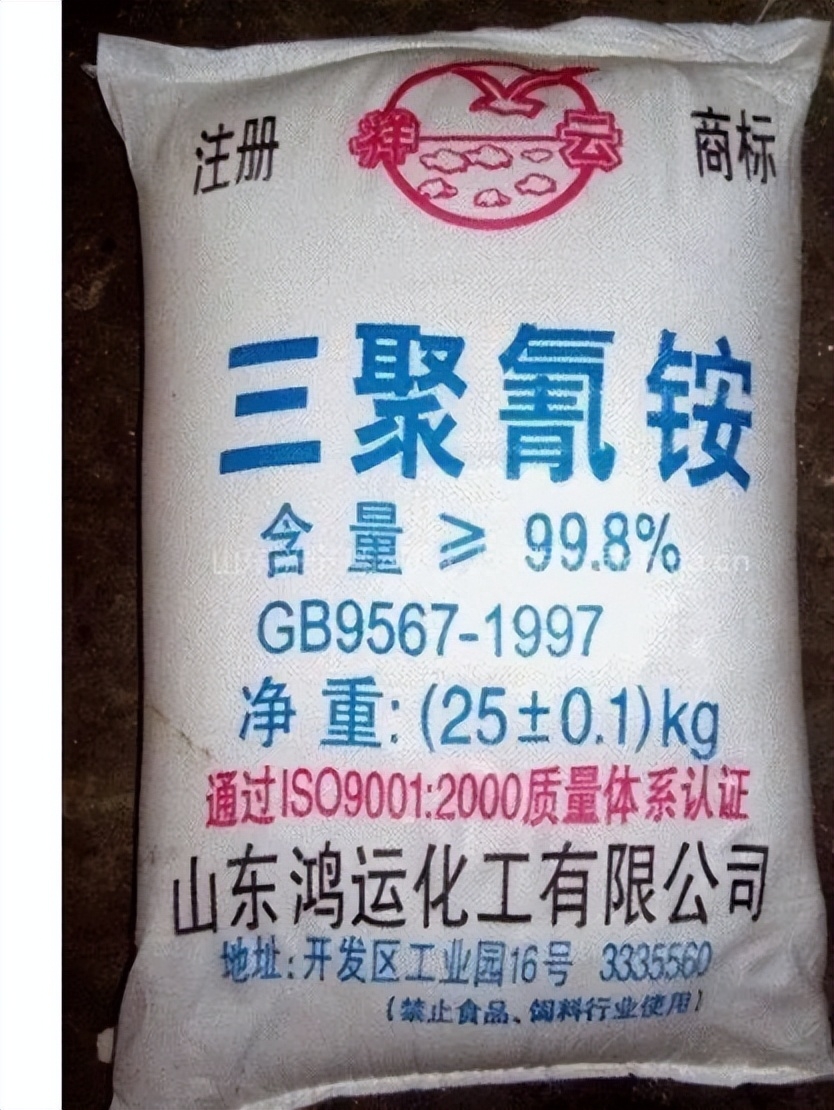 注册 祥云 商标
三聚氰铵
含量≥99.8%
GB9567-1997
净重:(25±0.1)kg
通过ISO9001:2000质量体系认证
山东鸿运化工有限公司
地址:开发区工业园16号 3335560
(禁止食品、饲料行业使用)